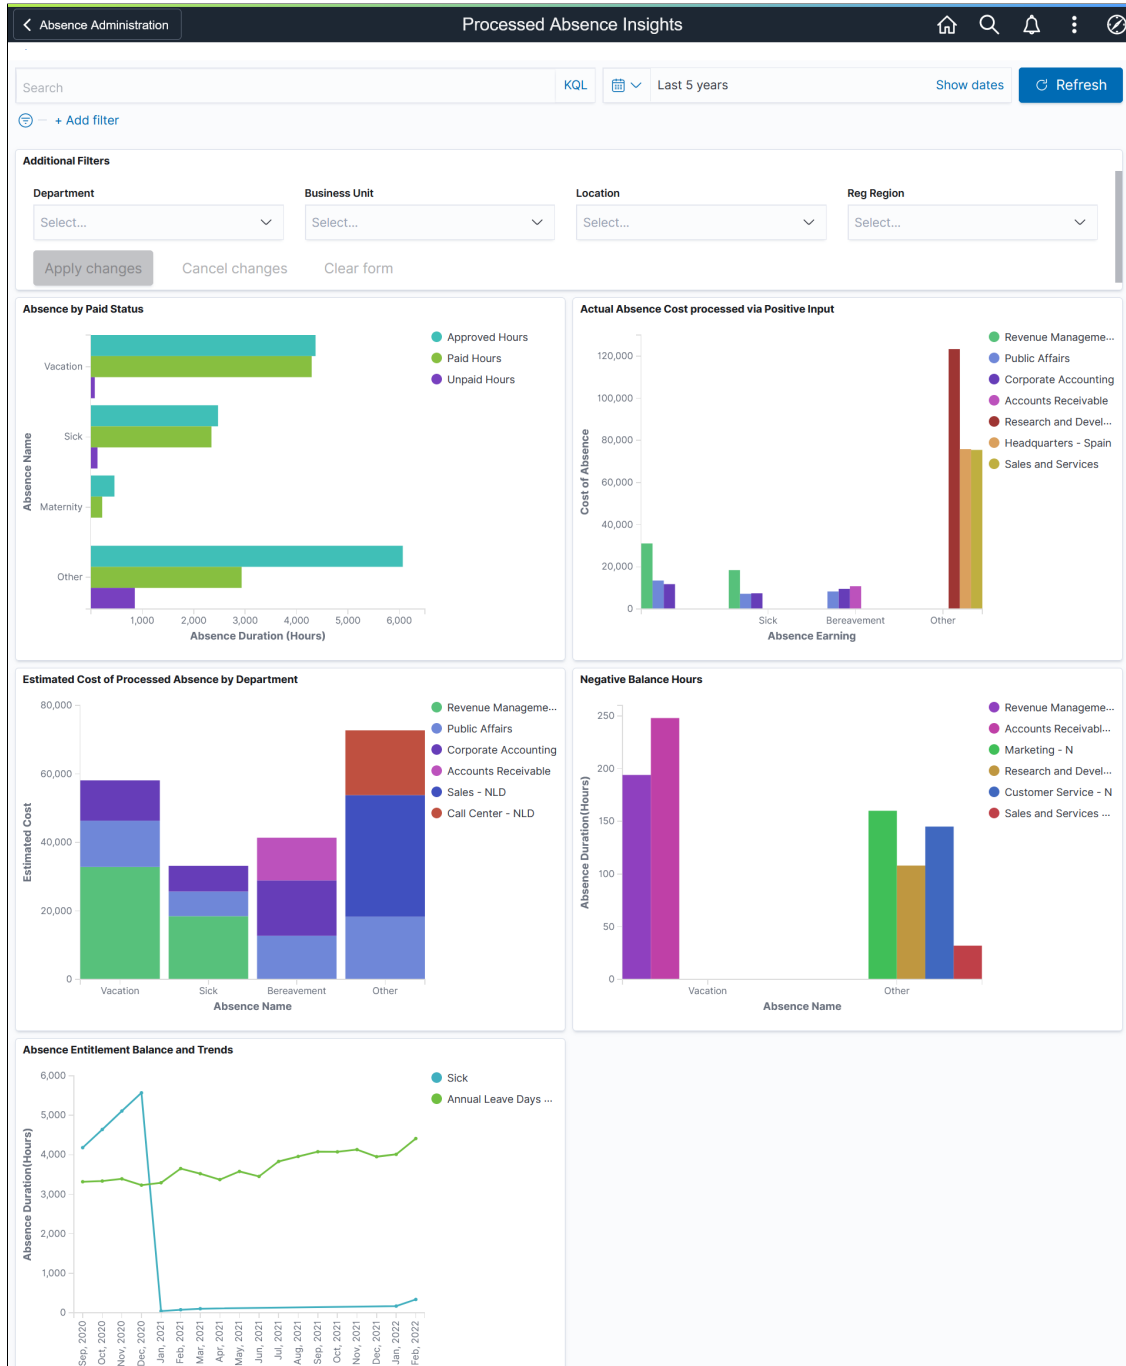 Absence Administration
Processed Absence Insights
Search
KQL
Last 5 years
Show dates
Refresh
+ Add filter
Additional Filters
Department
Business Unit
Location
Reg Region
Select...
Select...
Select...
Select...
Apply changes
Cancel changes
Clear form
Absence by Paid Status
Absence Name
Vacation
Sick
Maternity
Other
1,000
2,000
3,000
4,000
5,000
6,000
Absence Duration (Hours)
Approved Hours
Paid Hours
Unpaid Hours
Actual Absence Cost processed via Positive Input
Cost of Absence
120,000
100,000
80,000
60,000
40,000
20,000
0
Sick
Bereavement
Other
Absence Earning
Revenue Manageme...
Public Affairs
Corporate Accounting
Accounts Receivable
Research and Devel...
Headquarters - Spain
Sales and Services
Estimated Cost of Processed Absence by Department
Estimated Cost
80,000
60,000
40,000
20,000
0
Vacation
Sick
Bereavement
Other
Absence Name
Revenue Manageme...
Public Affairs
Corporate Accounting
Accounts Receivable
Sales - NLD
Call Center - NLD
Negative Balance Hours
Absence Duration(Hours)
250
200
150
100
50
0
Vacation
Other
Absence Name
Revenue Manageme...
Accounts Receivabl...
Marketing - N
Research and Devel...
Customer Service - N
Sales and Services ...
Absence Entitlement Balance and Trends
Absence Duration(Hours)
6,000
5,000
4,000
3,000
2,000
1,000
0
Sep, 2020
Oct, 2020
Nov, 2020
Dec, 2020
Jan, 2021
Feb, 2021
Mar, 2021
Apr, 2021
May, 2021
Jun, 2021
Jul, 2021
Aug, 2021
Sep, 2021
Oct, 2021
Nov, 2021
Dec, 2021
Jan, 2022
Feb, 2022
Sick
Annual Leave Days ...